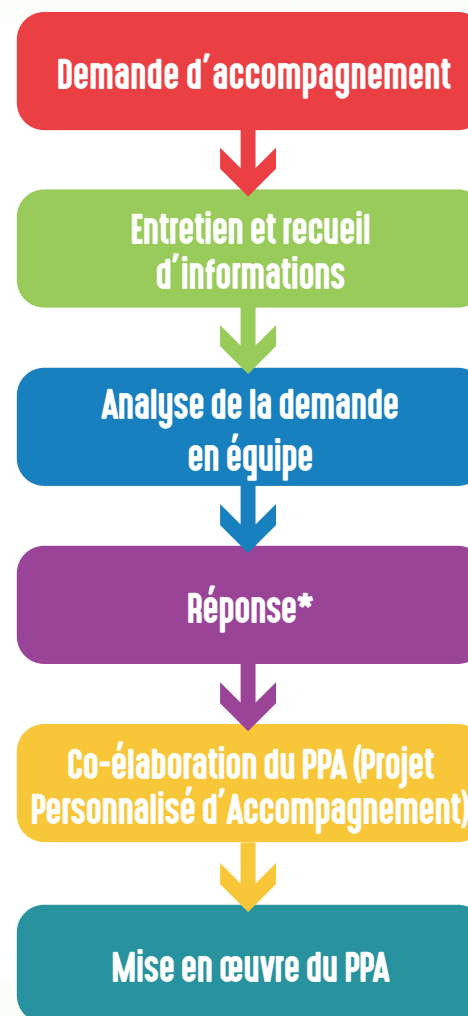 Demande d'accompagnement
Entretien et recueil
d'informations
Analyse de la demande
en équipe
Réponse*
Co-élaboration du PPA (Projet
Personnalisé d'Accompagnement)
Mise en œuvre du PPA